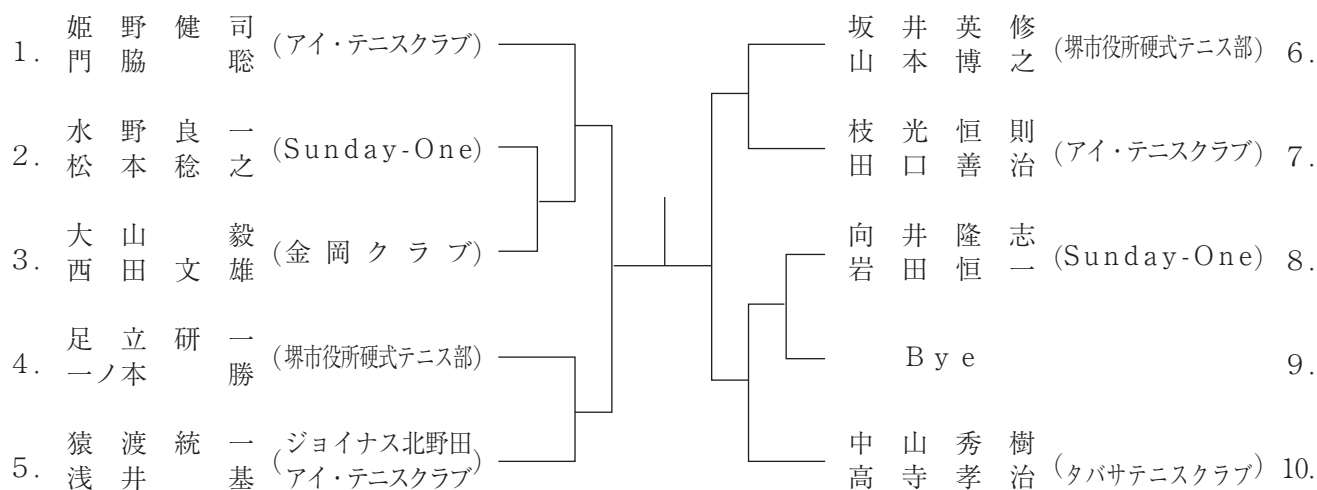 1. 姫野健司 (アイ・テニスクラブ)
門脇聡
2. 水野良一 (Sunday-One)
松本稔之
3. 大山毅 (金岡クラブ)
西田文雄
4. 足立研一 (堺市役所硬式テニス部)
一ノ本勝
5. 猿渡統一 (ジョイナス北野田
浅井基 アイ・テニスクラブ)
坂井英修 (堺市役所硬式テニス部) 6.
山本博之
枝光恒則 (アイ・テニスクラブ) 7.
田口善治
向井隆志 (Sunday-One) 8.
岩田恒一
Bye 9.
中山秀樹 (タバサテニスクラブ) 10.
高寺孝治